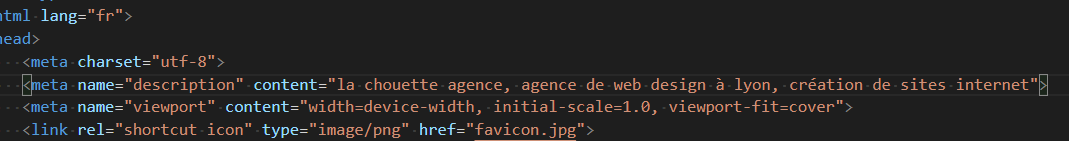 html lang="fr">
head>
<meta charset="utf-8">
<meta name="description" content="la chouette agence, agence de web design à lyon, création de sites internet">
<meta name="viewport" content="width=device-width, initial-scale=1.0, viewport-fit=cover">
<link rel="shortcut icon" type="image/png" href="favicon.jpg">